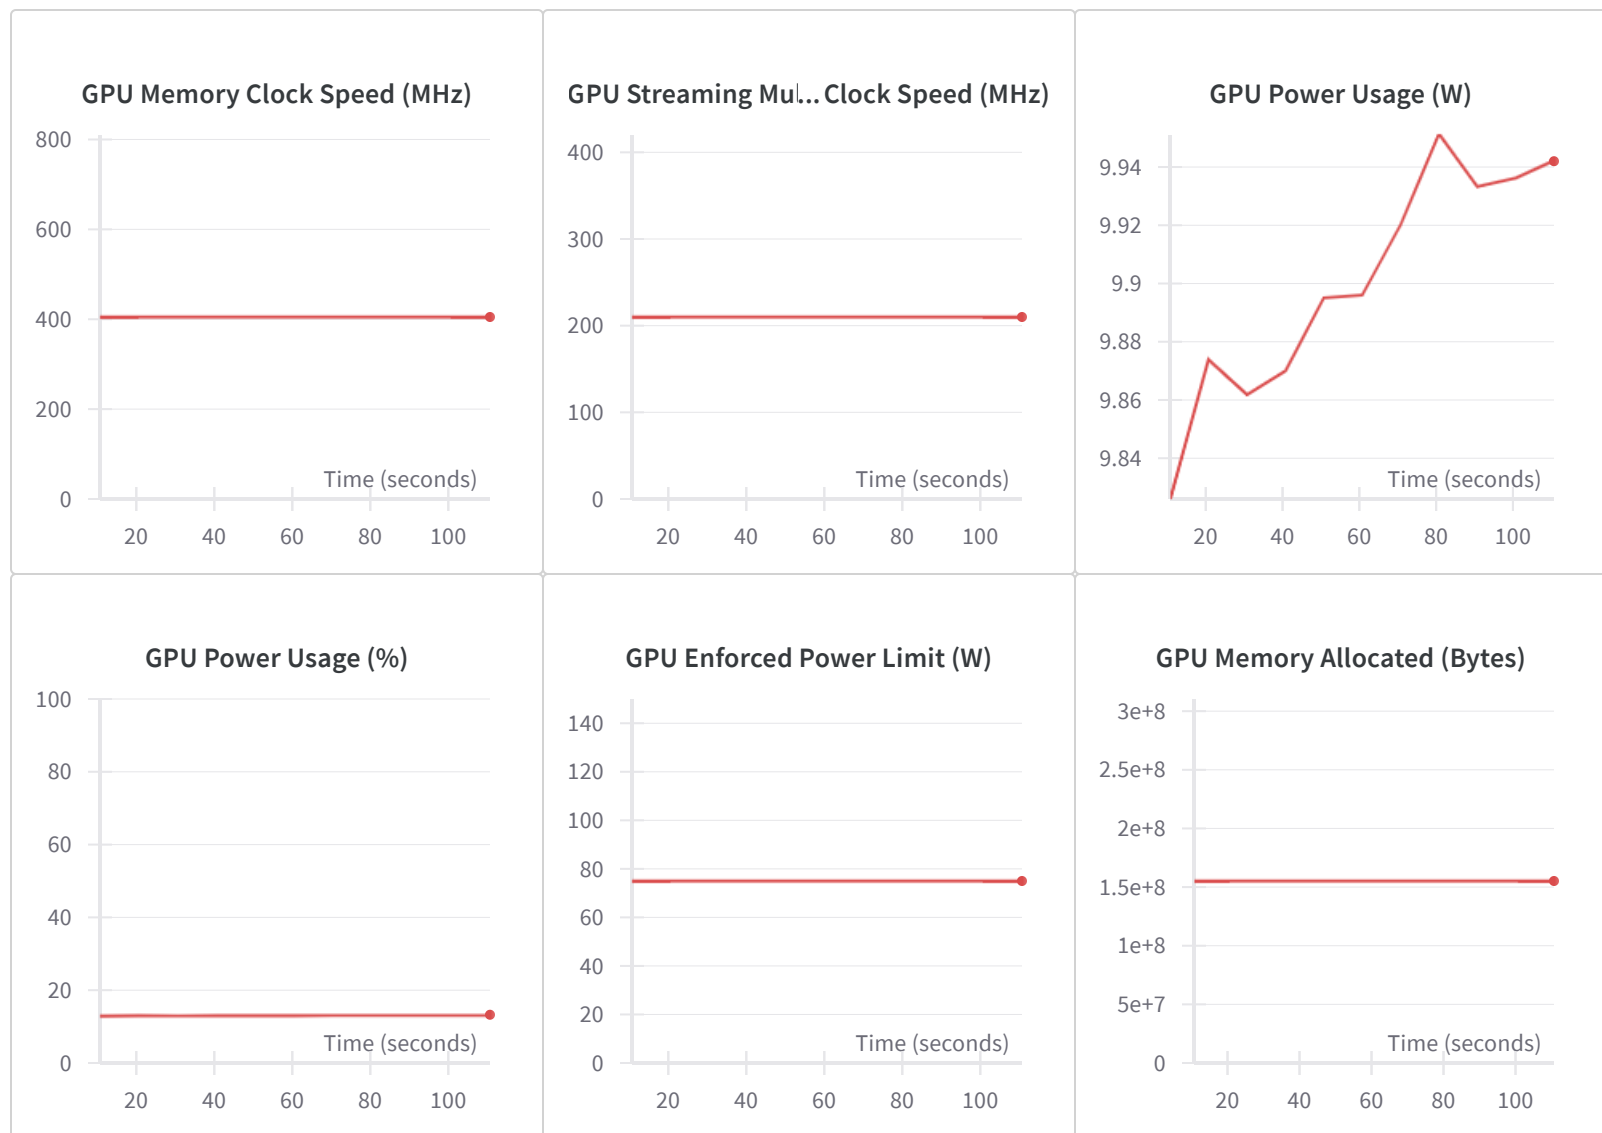 GPU Memory Clock Speed (MHz)
800
600
400
200
0
Time (seconds)
20 40 60 80 100
GPU Streaming Mul... Clock Speed (MHz)
400
300
200
100
0
Time (seconds)
20 40 60 80 100
GPU Power Usage (W)
9.94
9.92
9.9
9.88
9.86
9.84
Time (seconds)
20 40 60 80 100
GPU Power Usage (%)
100
80
60
40
20
0
Time (seconds)
20 40 60 80 100
GPU Enforced Power Limit (W)
140
120
100
80
60
40
20
0
Time (seconds)
20 40 60 80 100
GPU Memory Allocated (Bytes)
3e+8
2.5e+8
2e+8
1.5e+8
1e+8
5e+7
0
Time (seconds)
20 40 60 80 100